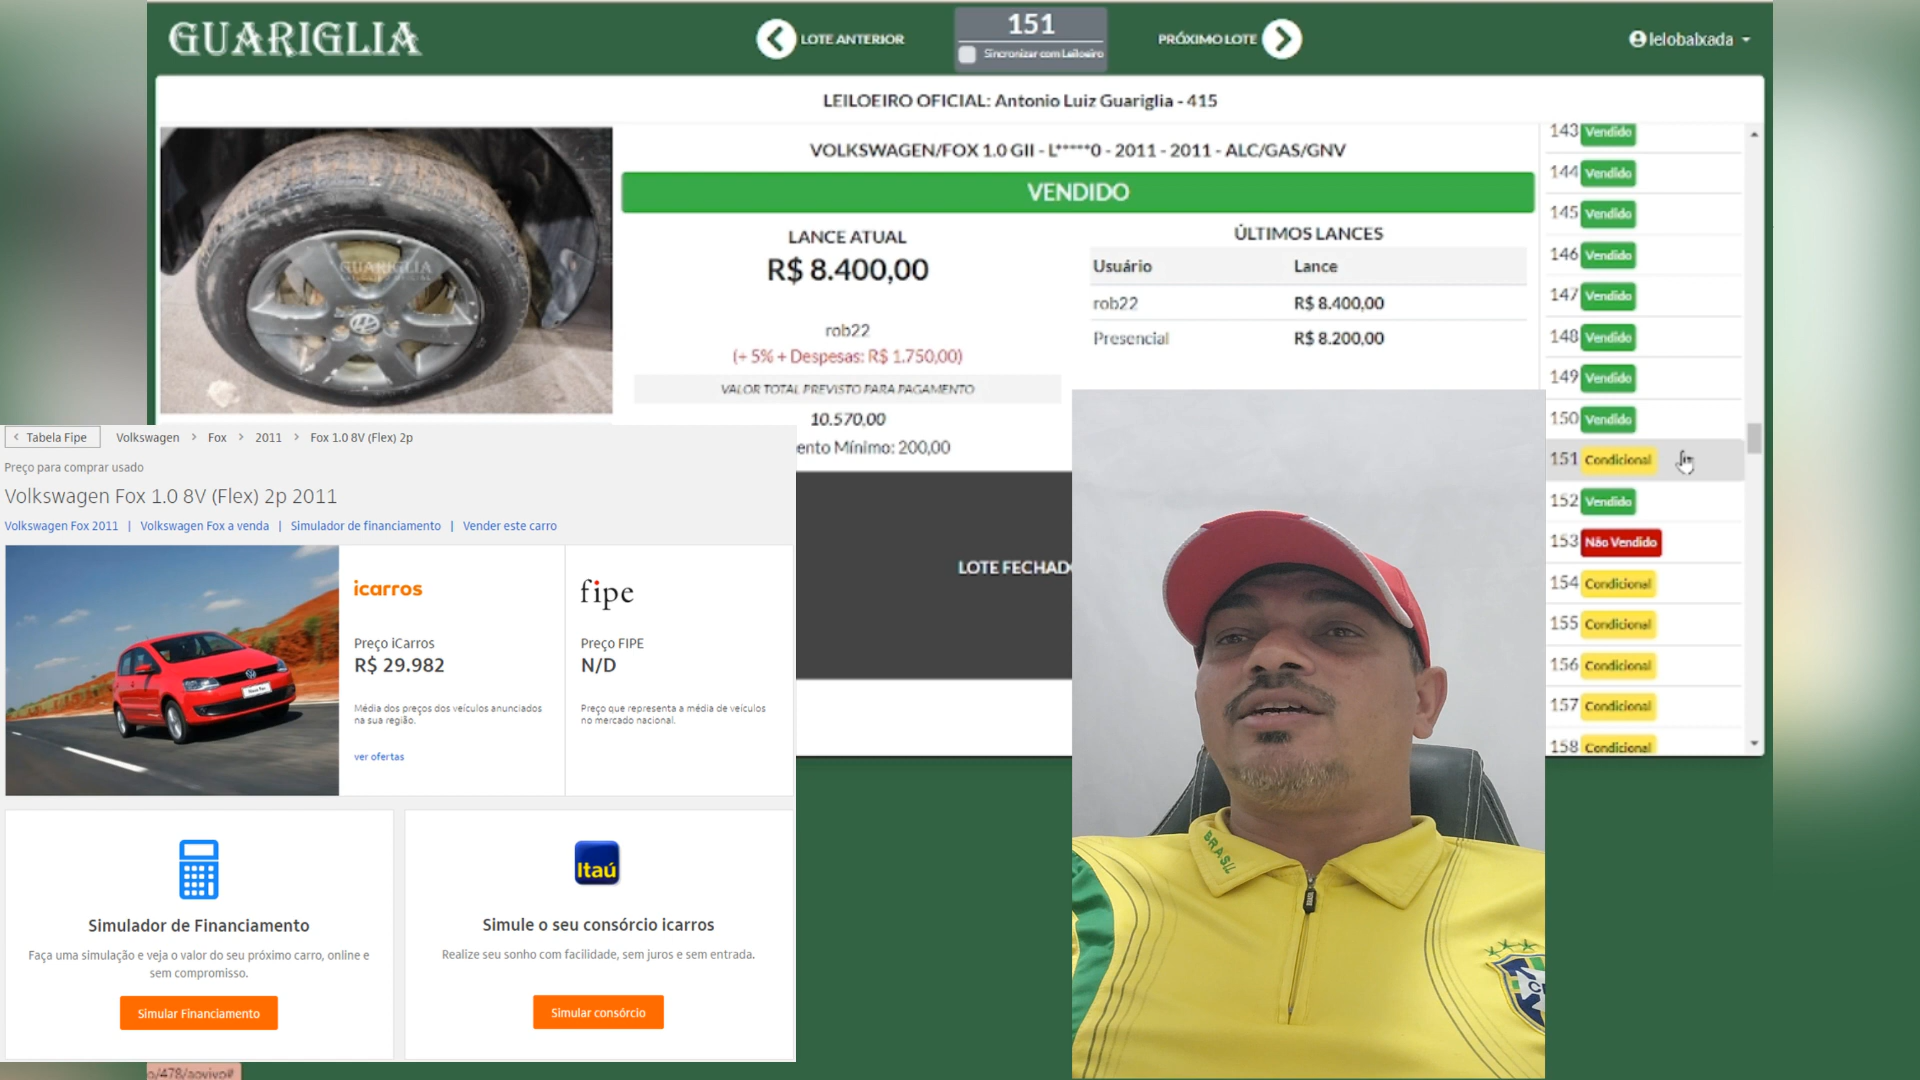 GUARIGLIA
LOTE ANTERIOR
151
Sincronizar com Leiloeiro
PRÓXIMO LOTE
lelobaixada
LEILOEIRO OFICIAL: Antonio Luiz Guariglia - 415
GUARIGLIA
VOLKSWAGEN/FOX 1.0 GII - L*****0 - 2011 - 2011 - ALC/GAS/GNV
VENDIDO
LANCE ATUAL
R$ 8.400,00
rob22
(+ 5% + Despesas: R$ 1.750,00)
VALOR TOTAL PREVISTO PARA PAGAMENTO
10.570,00
ento Mínimo: 200,00
ÚLTIMOS LANCES
Usuário Lance
rob22 R$ 8.400,00
Presencial R$ 8.200,00
LOTE FECHAD
143 Vendido
144 Vendido
145 Vendido
146 Vendido
147 Vendido
148 Vendido
149 Vendido
150 Vendido
151 Condicional
152 Vendido
153 Não Vendido
154 Condicional
155 Condicional
156 Condicional
157 Condicional
158 Condicional
< Tabela Fipe Volkswagen > Fox > 2011 > Fox 1.0 8V (Flex) 2p
Preço para comprar usado
Volkswagen Fox 1.0 8V (Flex) 2p 2011
Volkswagen Fox 2011 | Volkswagen Fox a venda | Simulador de financiamento | Vender este carro
icarros
Preço iCarros
R$ 29.982
Média dos preços dos veículos anunciados
na sua região.
ver ofertas
fipe
Preço FIPE
N/D
Preço que representa a média de veículos
no mercado nacional.
Simulador de Financiamento
Faça uma simulação e veja o valor do seu próximo carro, online e
sem compromisso.
Simular Financiamento
Itaú
Simule o seu consórcio icarros
Realize seu sonho com facilidade, sem juros e sem entrada.
Simular consórcio
BRASIL
o/478/aovivo#